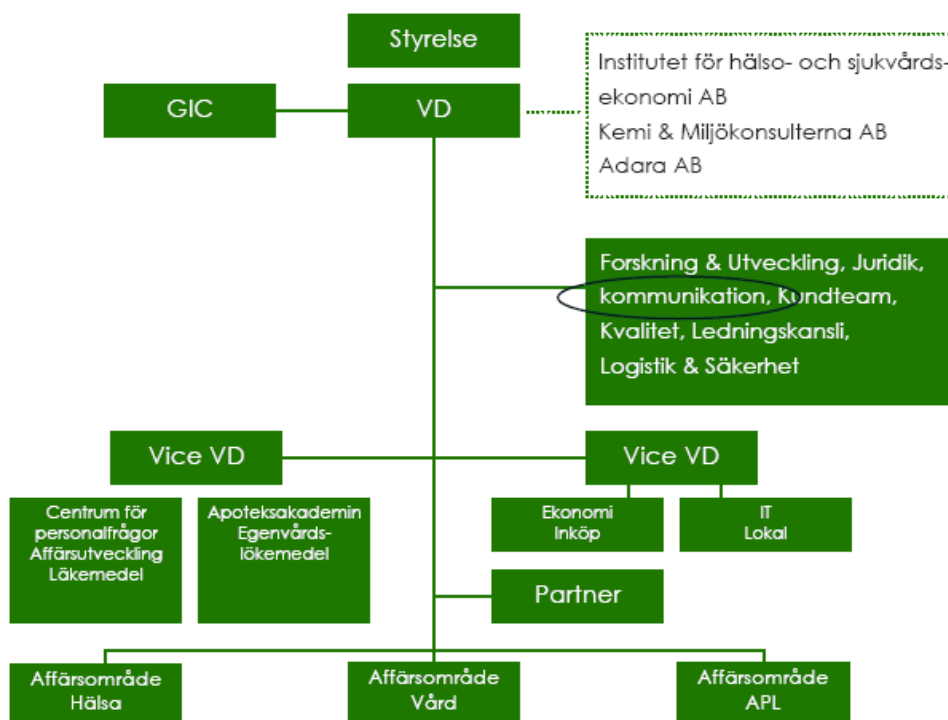 Styrelse
GIC
VD
Institutet för hälso- och sjukvårds-
ekonomi AB
Kemi & Miljökonsulterna AB
Adara AB
Forskning & Utveckling, Juridik,
kommunikation, Kundteam,
Kvalitet, Ledningskansli,
Logistik & Säkerhet
Vice VD
Vice VD
Centrum för
personalfrågor
Affärsutveckling
Läkemedel
Apoteksakademin
Egenvårds-
lökemedel
Ekonomi
Inköp
IT
Lokal
Partner
Affärsområde
Hälsa
Affärsområde
Vård
Affärsområde
APL